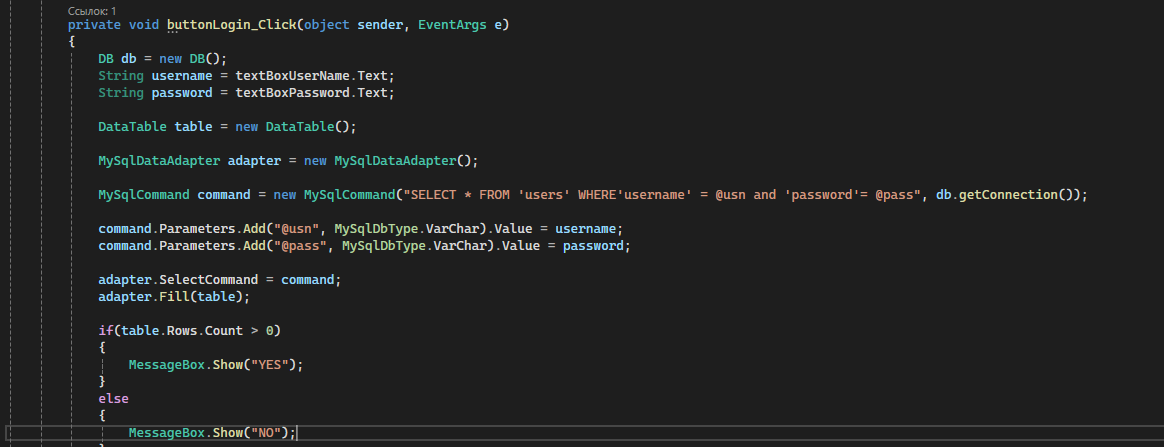 Ссылок: 1
private void buttonLogin_Click(object sender, EventArgs e)
{
DB db = new DB();
String username = textBoxUserName.Text;
String password = textBoxPassword.Text;
DataTable table = new DataTable();
MySqlDataAdapter adapter = new MySqlDataAdapter();
MySqlCommand command = new MySqlCommand("SELECT * FROM 'users' WHERE'username' = @usn and 'password'= @pass", db.getConnection());
command.Parameters.Add("@usn", MySqlDbType.VarChar).Value = username;
command.Parameters.Add("@pass", MySqlDbType.VarChar).Value = password;
adapter.SelectCommand = command;
adapter.Fill(table);
if(table.Rows.Count > 0)
{
MessageBox.Show("YES");
}
else
{
MessageBox.Show("NO");